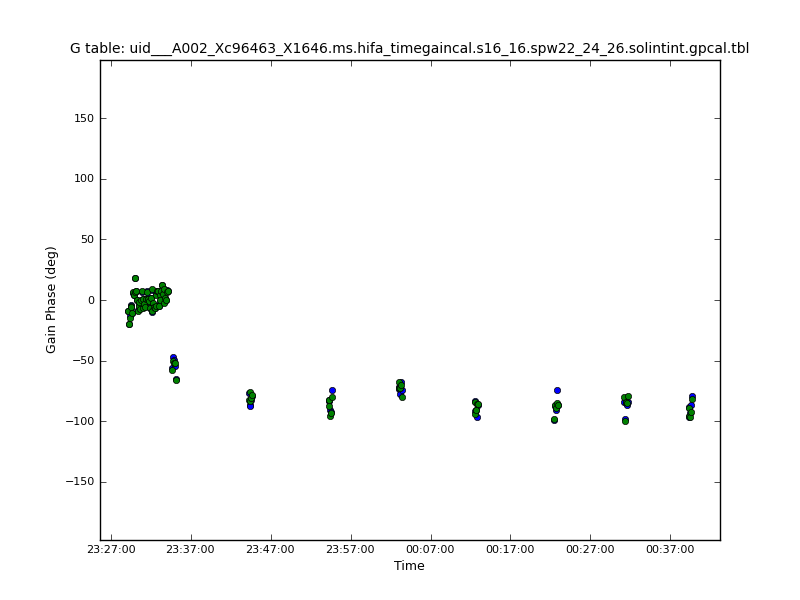 G table: uid___A002_Xc96463_X1646.ms.hifa_timegaincal.s16_16.spw22_24_26.solintint.gpcal.tbl
Gain Phase (deg)
150
100
50
0
−50
−100
−150
23:27:00 23:37:00 23:47:00 23:57:00 00:07:00 00:17:00 00:27:00 00:37:00
Time